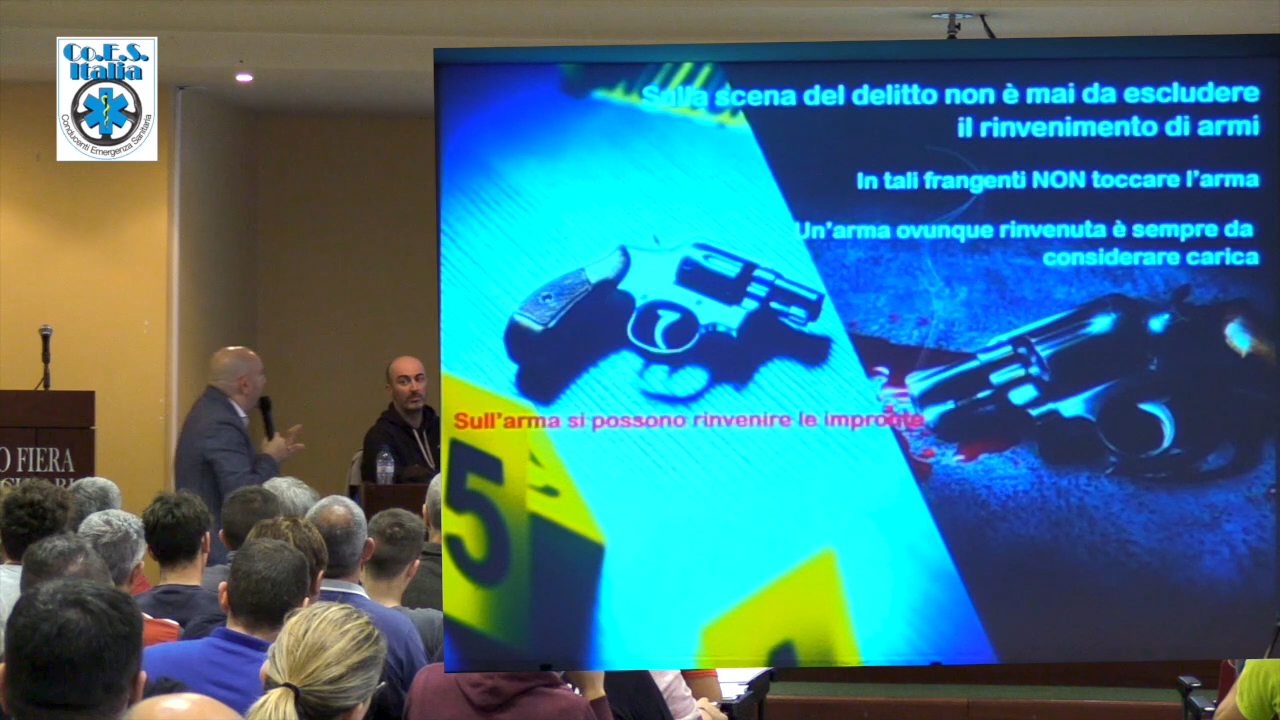 Co.E.S.
Italia
Conducenti Emergenza Sanitaria
Sulla scena del delitto non è mai da escludere
il rinvenimento di armi
In tali frangenti NON toccare l'arma
Un'arma ovunque rinvenuta è sempre da
considerare carica
Sull'arma si possono rinvenire le impronte
5
O FIERA